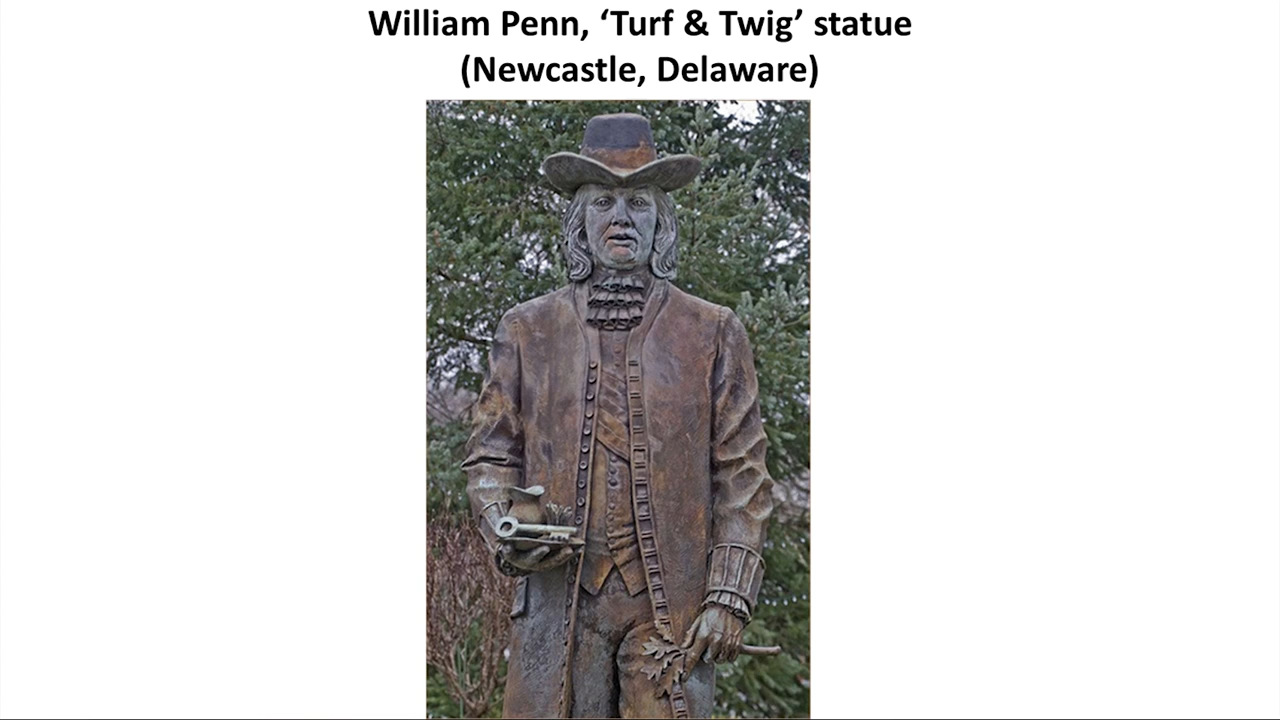 William Penn, ‘Turf & Twig’ statue
(Newcastle, Delaware)